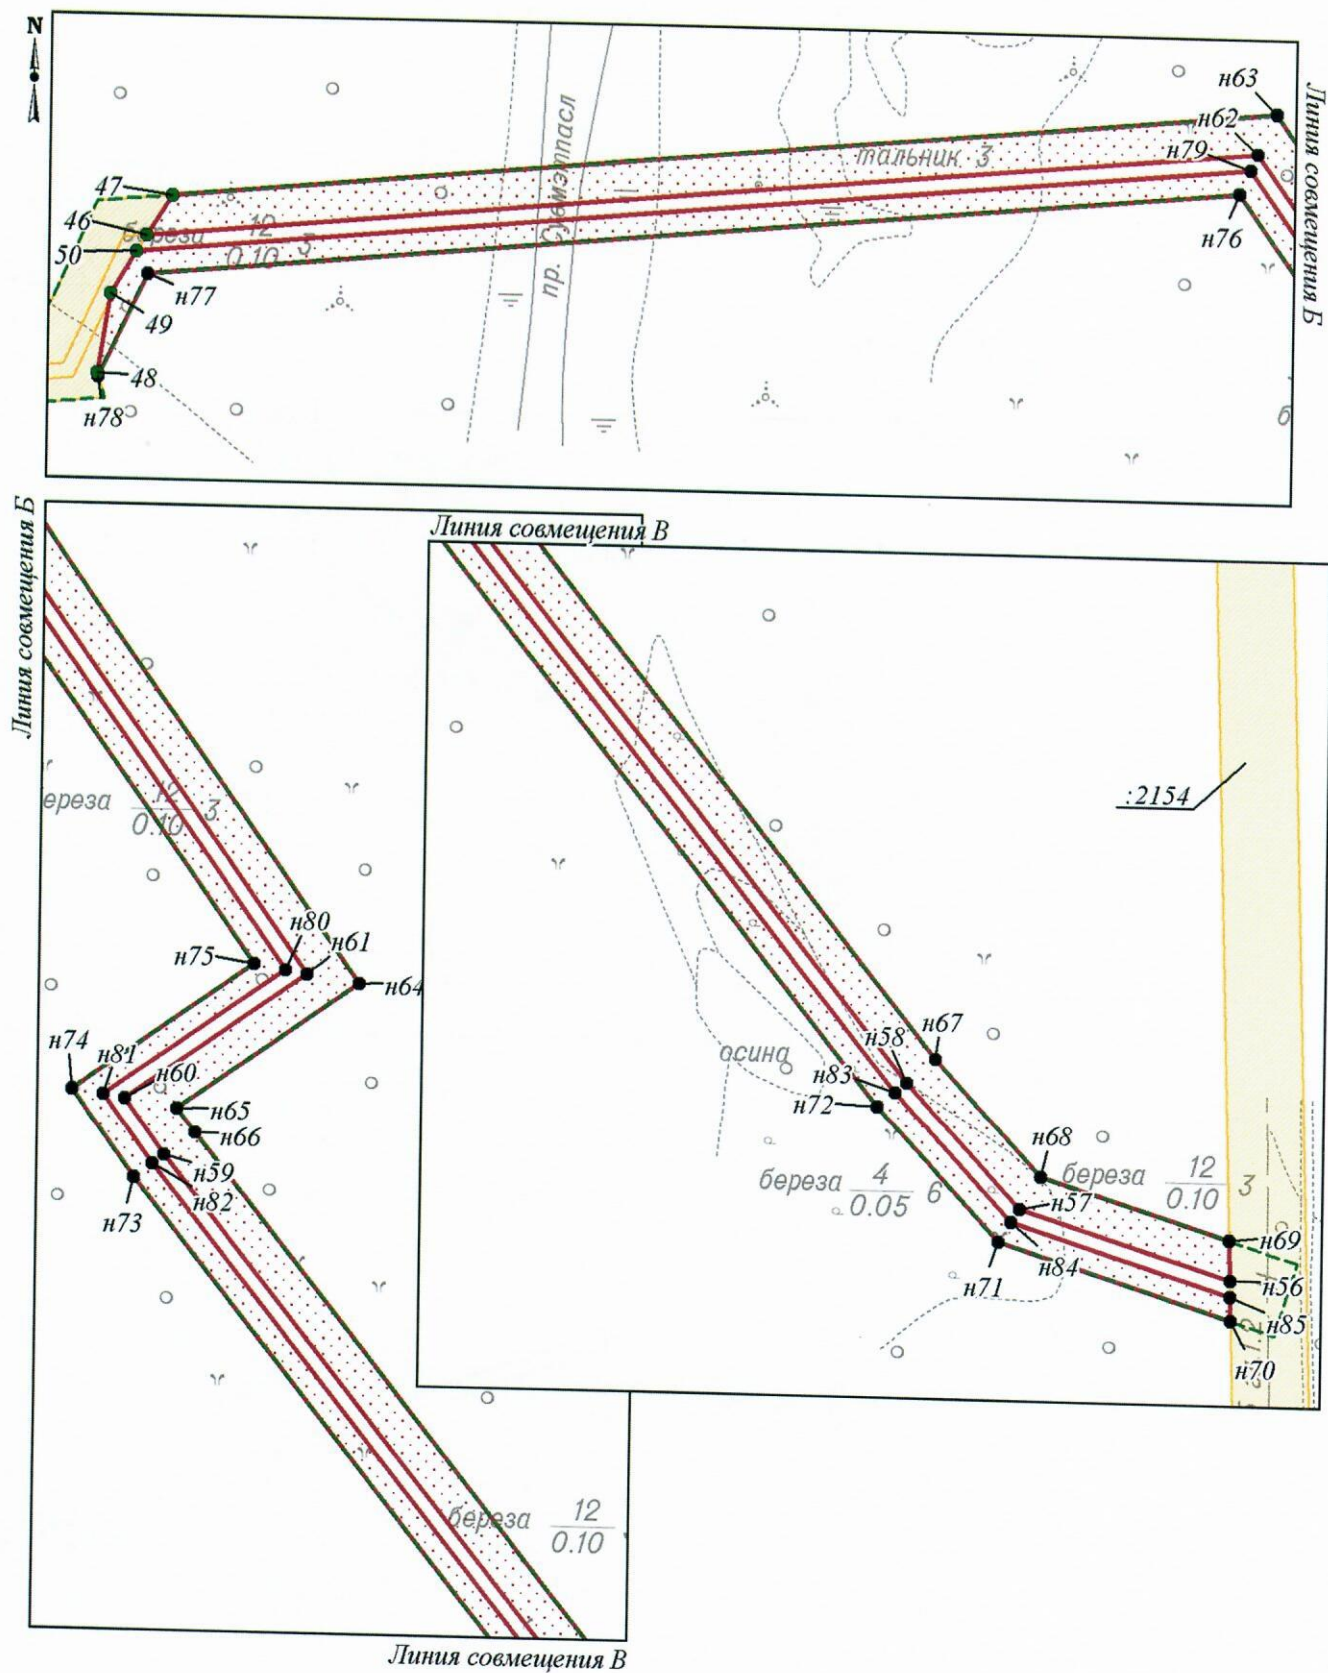 N
н63
н62
н79
тальник 3
47
46
50
береза 12 3
0.10
н77
49
48
н78
пр. Сувмэтпасл
н76
Линия совмещения Б
Линия совмещения Б
Линия совмещения В
ереза 12 3
0.10
н80
н75
н61
н64
н74
н81
н60
н65
н66
н59
н82
н73
береза 12
0.10
Линия совмещения В
:2154
н67
н58
н83
н72
осина
н68
береза 12 3
0.10
береза 4 6
0.05
н57
н84
н71
н69
н56
н85
н70